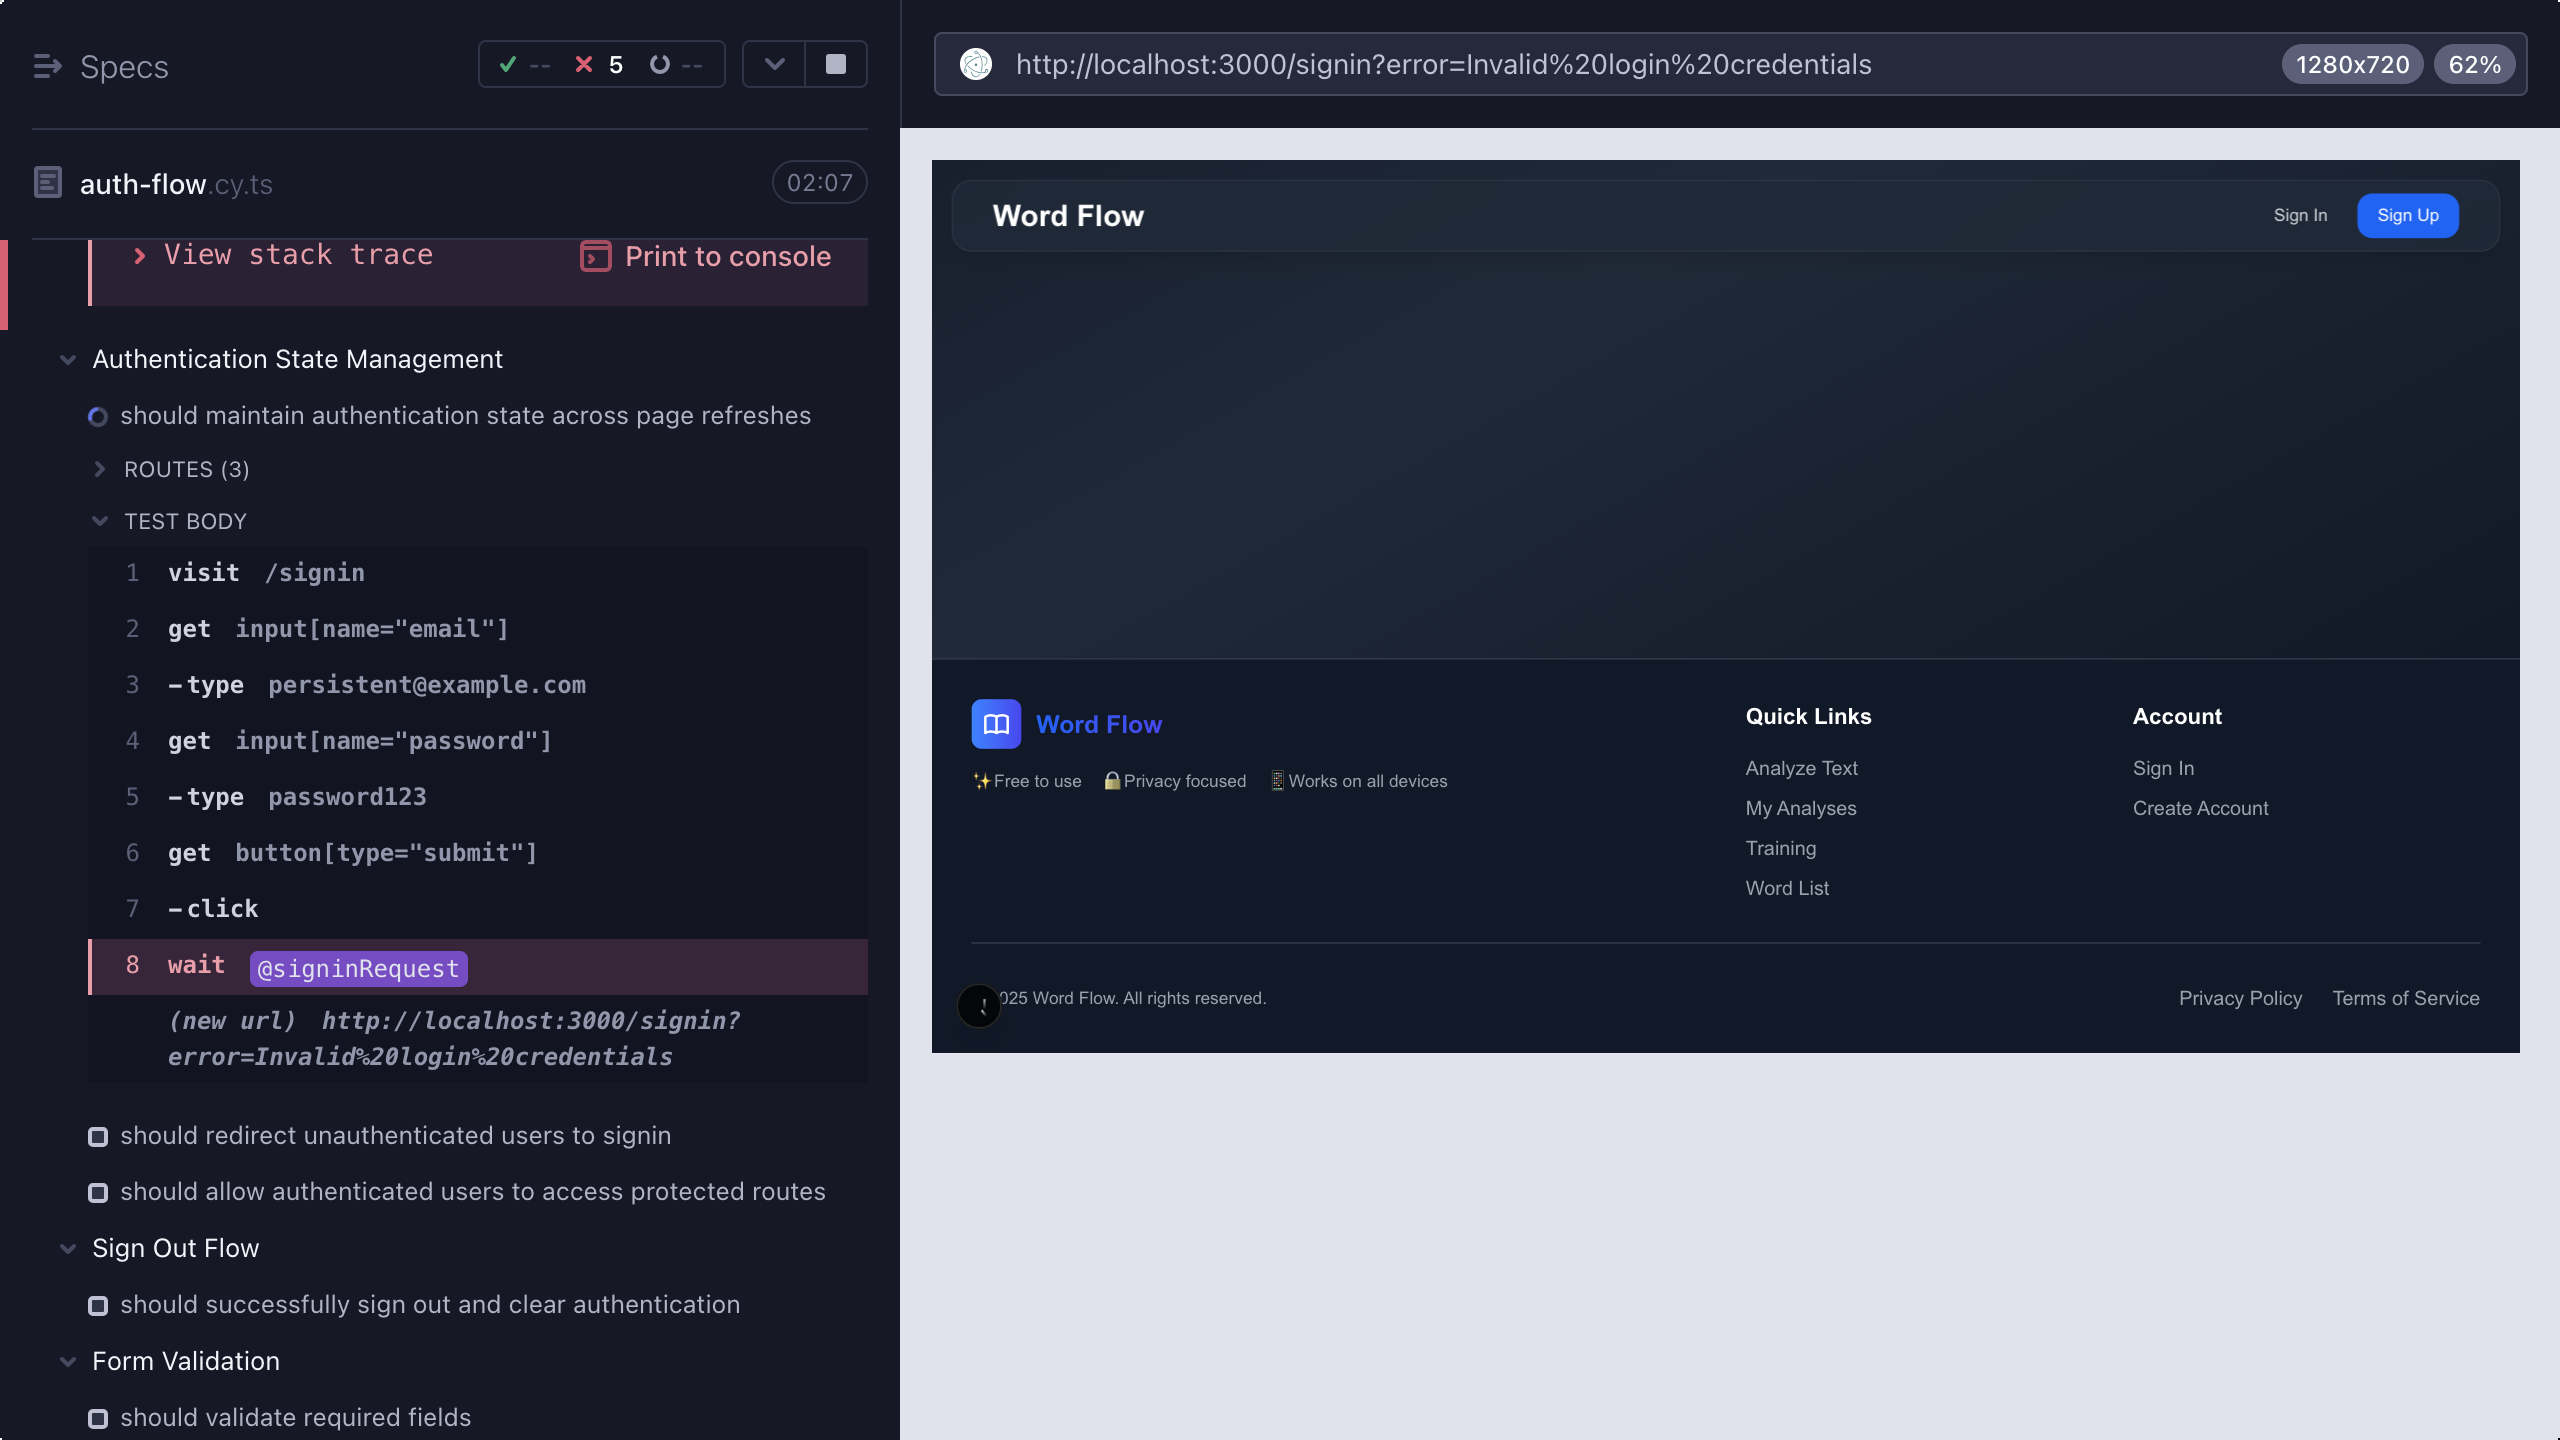 Specs
-- 5 --
auth-flow.cy.ts
02:07
View stack trace
Print to console
Authentication State Management
should maintain authentication state across page refreshes
ROUTES (3)
TEST BODY
1 visit /signin
2 get input[name="email"]
3 -type persistent@example.com
4 get input[name="password"]
5 -type password123
6 get button[type="submit"]
7 -click
8 wait @signinRequest
(new url) http://localhost:3000/signin?
error=Invalid%20login%20credentials
should redirect unauthenticated users to signin
should allow authenticated users to access protected routes
Sign Out Flow
should successfully sign out and clear authentication
Form Validation
should validate required fields
http://localhost:3000/signin?error=Invalid%20login%20credentials
1280x720
62%
Word Flow
Sign In
Sign Up
Word Flow
✨Free to use 🔒Privacy focused 📱Works on all devices
Quick Links
Analyze Text
My Analyses
Training
Word List
Account
Sign In
Create Account
025 Word Flow. All rights reserved.
Privacy Policy
Terms of Service